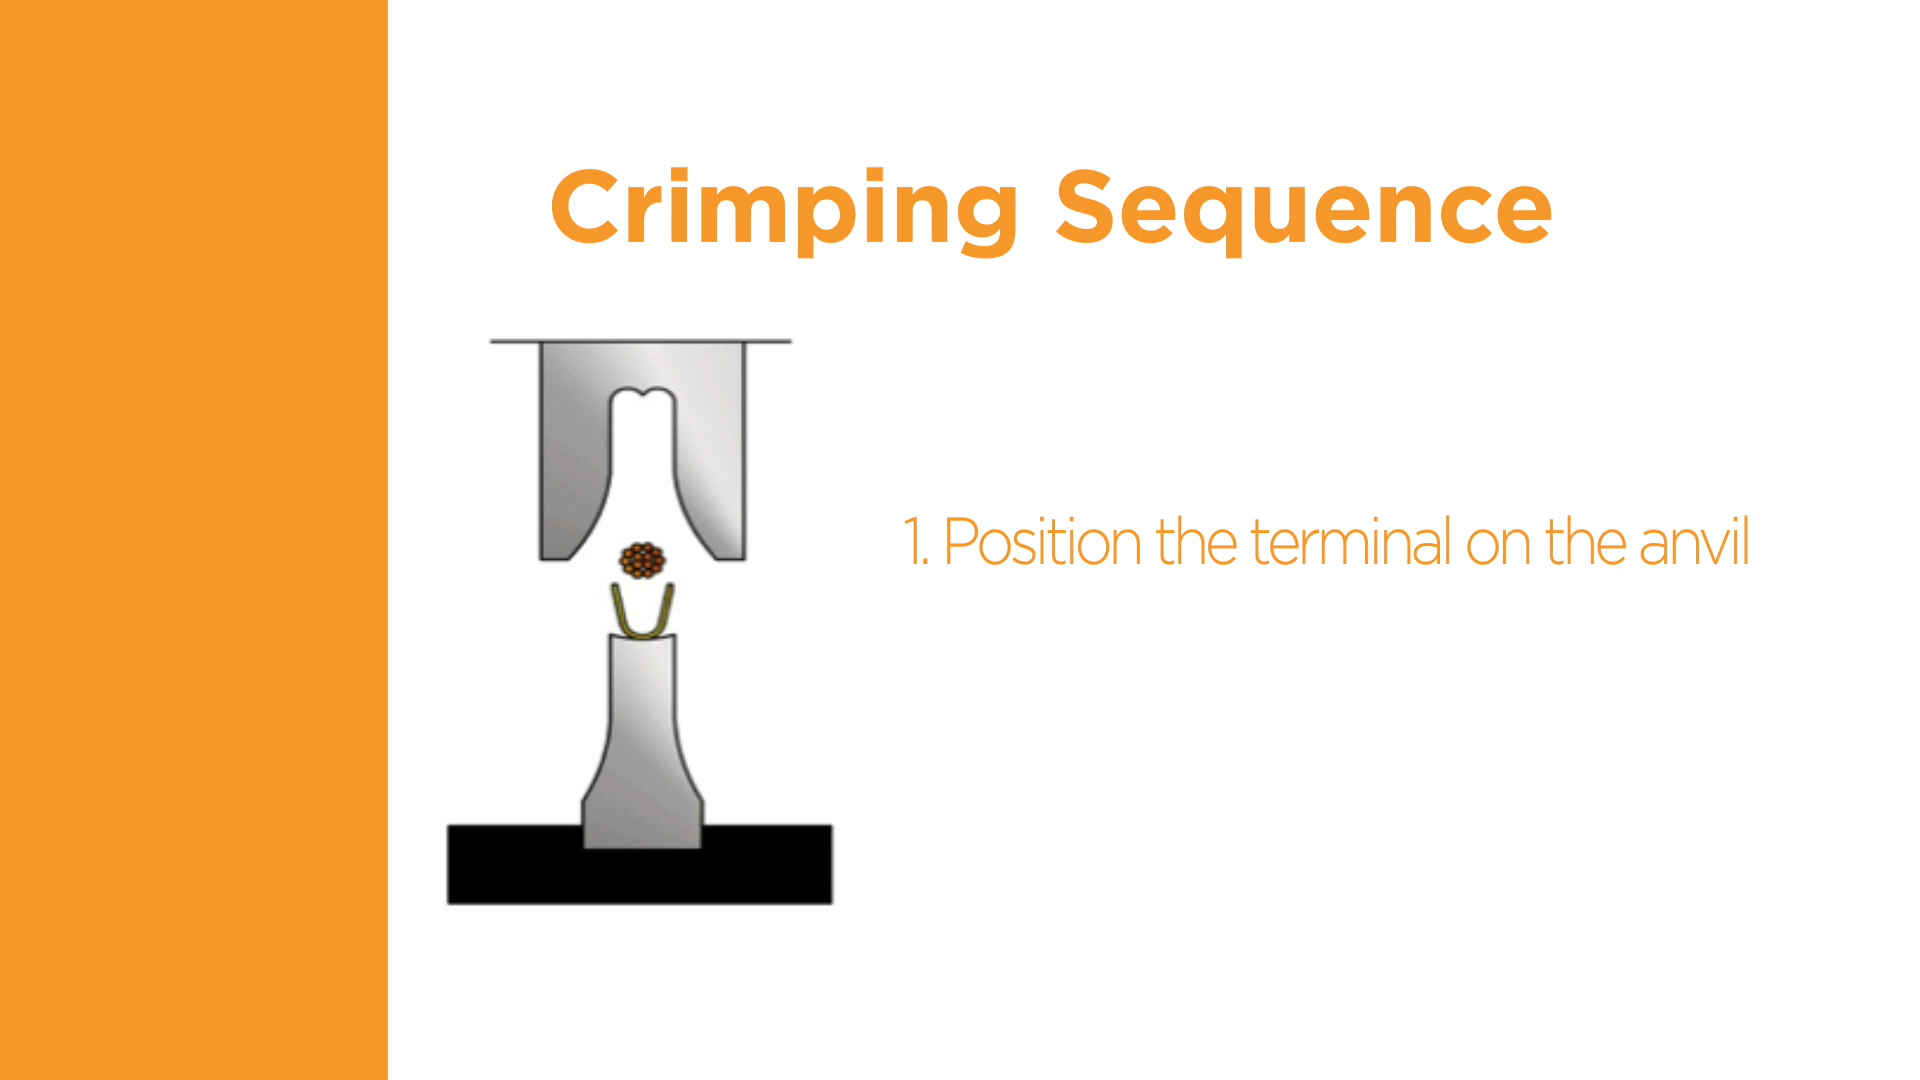 Crimping Sequence
1. Position the terminal on the anvil